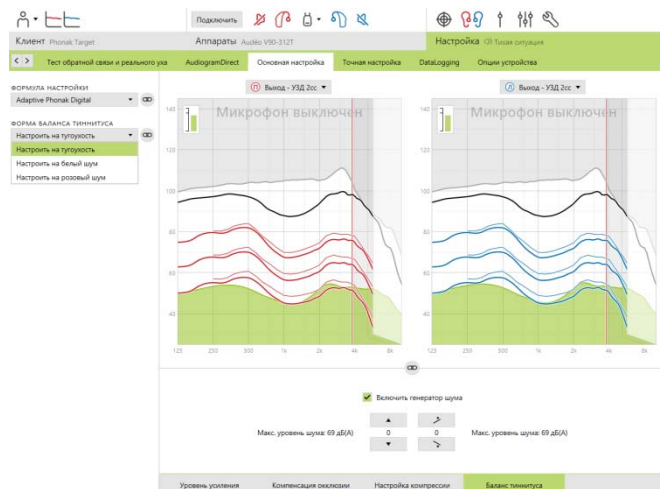 Подключить
Клиент Phonak Target
Аппараты Audéo V90-312T
Настройка Тихая ситуация
Тест обратной связи и реального уха
AudiogramDirect
Основная настройка
Точная настройка
DataLogging
Опции устройства
ФОРМУЛА НАСТРОЙКИ
Adaptive Phonak Digital
ФОРМА БАЛАНСА ТИННИТУСА
Настроить на тугоухость
Настроить на тугоухость
Настроить на белый шум
Настроить на розовый шум
П Выход - УЗД 2cc
Л Выход - УЗД 2cc
Микрофон выключен
Микрофон выключен
140
120
100
80
60
40
125 250 500 1k 2k 4k 8k
140
120
100
80
60
40
125 250 500 1k 2k 4k 8k
Включить генератор шума
Макс. уровень шума: 69 дБ(A) 0 0 Макс. уровень шума: 69 дБ(A)
Уровень усиления
Компенсация окклюзии
Настройка компрессии
Баланс тиннитуса